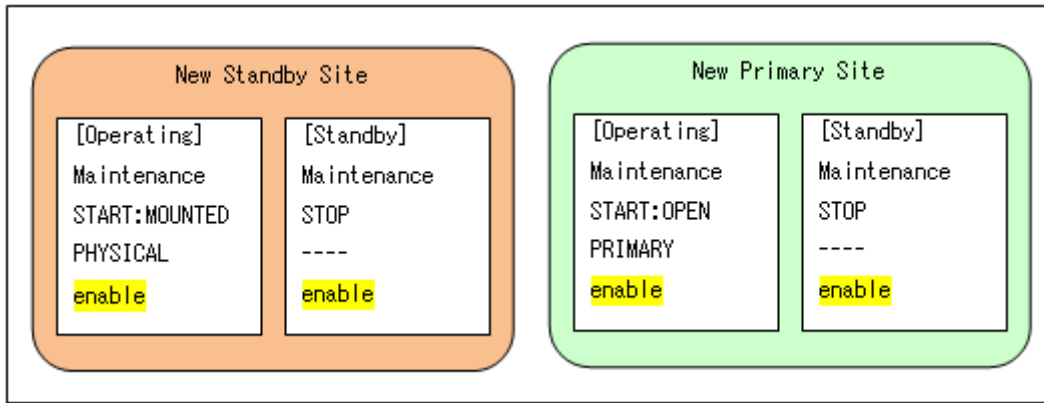 New Standby Site
[Operating]
Maintenance
START:MOUNTED
PHYSICAL
enable
[Standby]
Maintenance
STOP
----
enable
New Primary Site
[Operating]
Maintenance
START:OPEN
PRIMARY
enable
[Standby]
Maintenance
STOP
----
enable